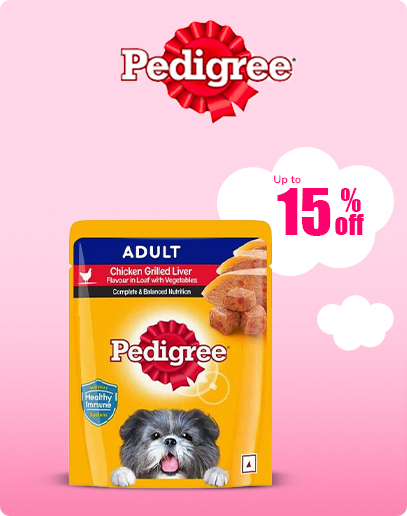 Pedigree
Up to
15% off
ADULT
Chicken Grilled Liver
Flavour in Loaf with Vegetables
Complete & Balanced Nutrition
Pedigree
Healthy
Immune
System